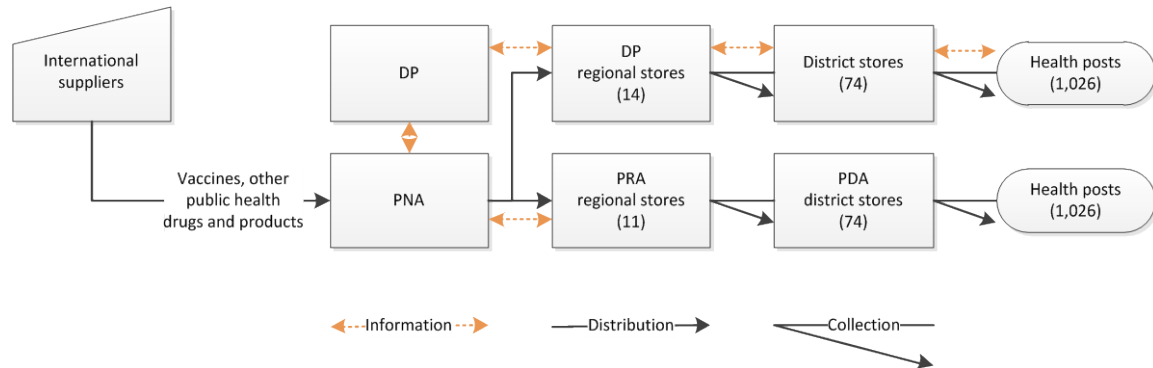 International
suppliers
DP
DP
regional stores
(14)
District stores
(74)
Health posts
(1,026)
Vaccines, other
public health
drugs and products
PNA
PRA
regional stores
(11)
PDA
district stores
(74)
Health posts
(1,026)
Information
Distribution
Collection